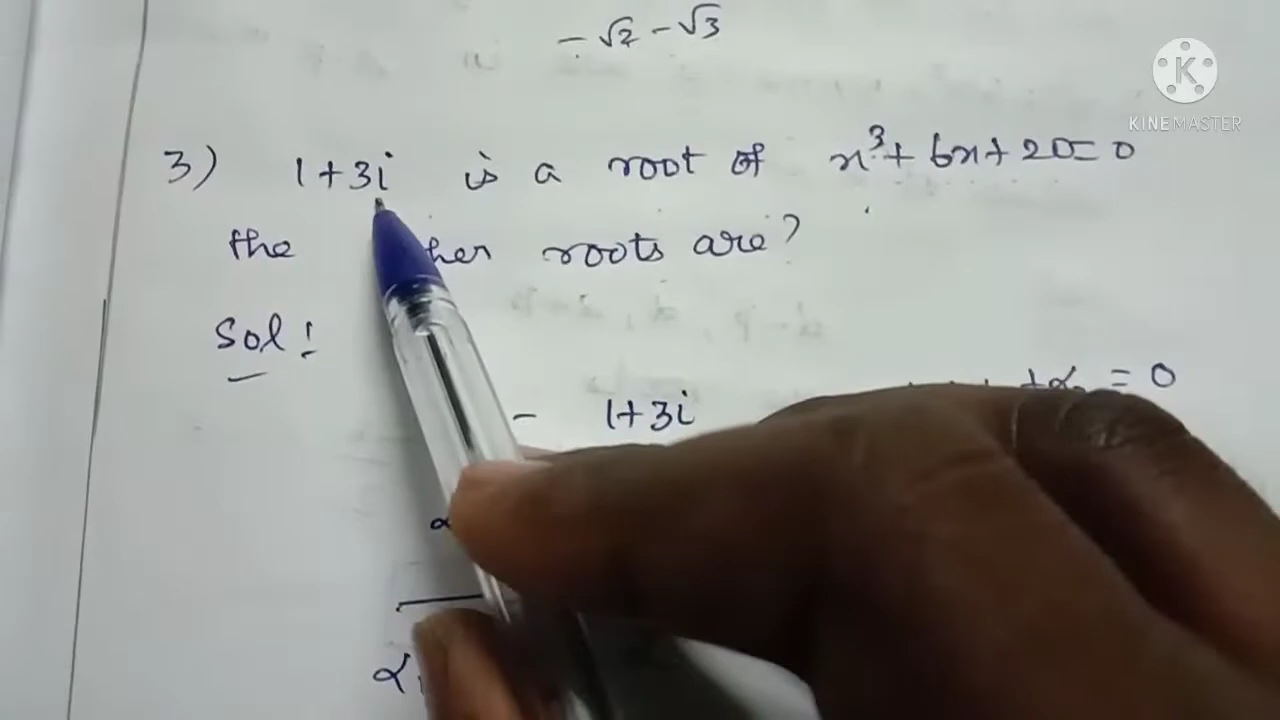 -√2 -√3
KINEMASTER
3) 1+3i is a root of x³+6x+20=0
the roots are?
Sol:
- 1+3i = 0
α
α